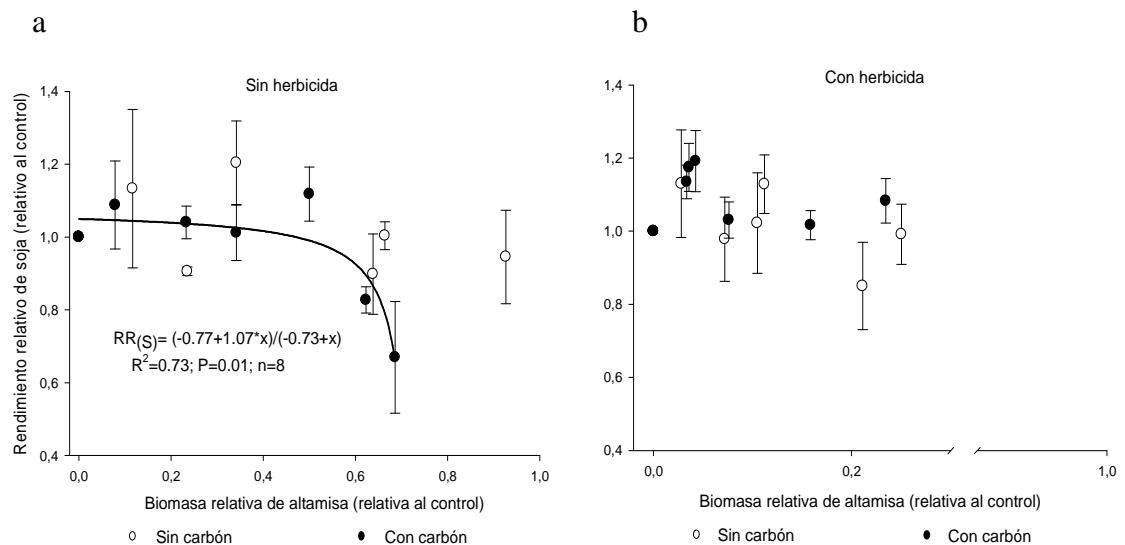 a
Sin herbicida
1,4
1,2
1,0
0,8
0,6
0,4
Rendimiento relativo de soja (relativo al control)
RR(S)= (-0.77+1.07*x)/(-0.73+x)
R2=0.73; P=0.01; n=8
0,0 0,2 0,4 0,6 0,8 1,0
Biomasa relativa de altamisa (relativa al control)
Sin carbón Con carbón
b
Con herbicida
1,4
1,2
1,0
0,8
0,6
0,4
0,0 0,2 1,0
Biomasa relativa de altamisa (relativa al control)
Sin carbón Con carbón